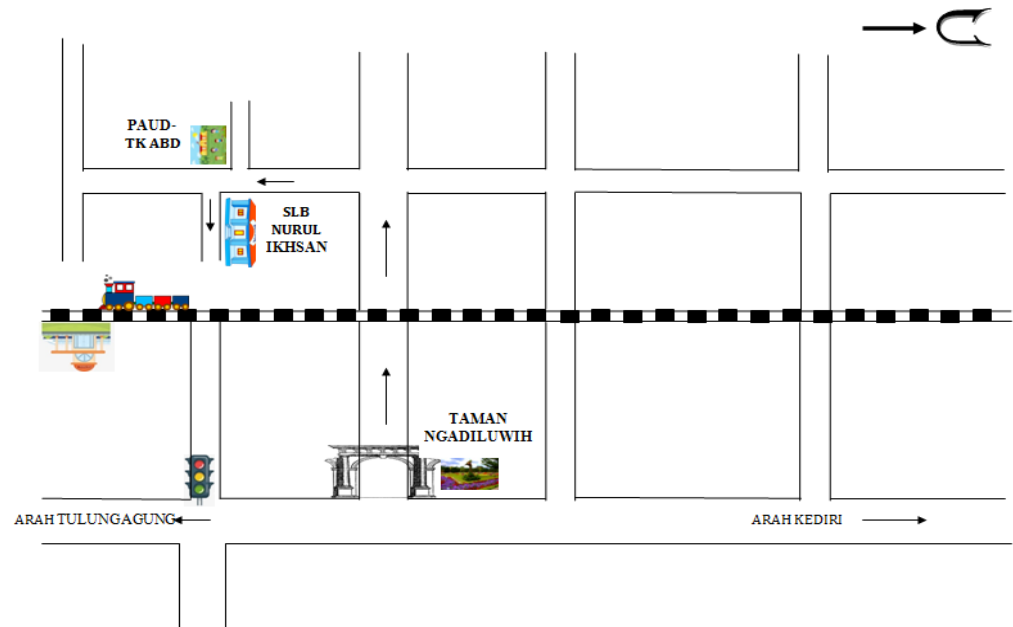 PAUD-
TK ABD
SLB
NURUL
IKHSAN
TAMAN
NGADILUWIH
ARAH TULUNGAGUNG
ARAH KEDIRI